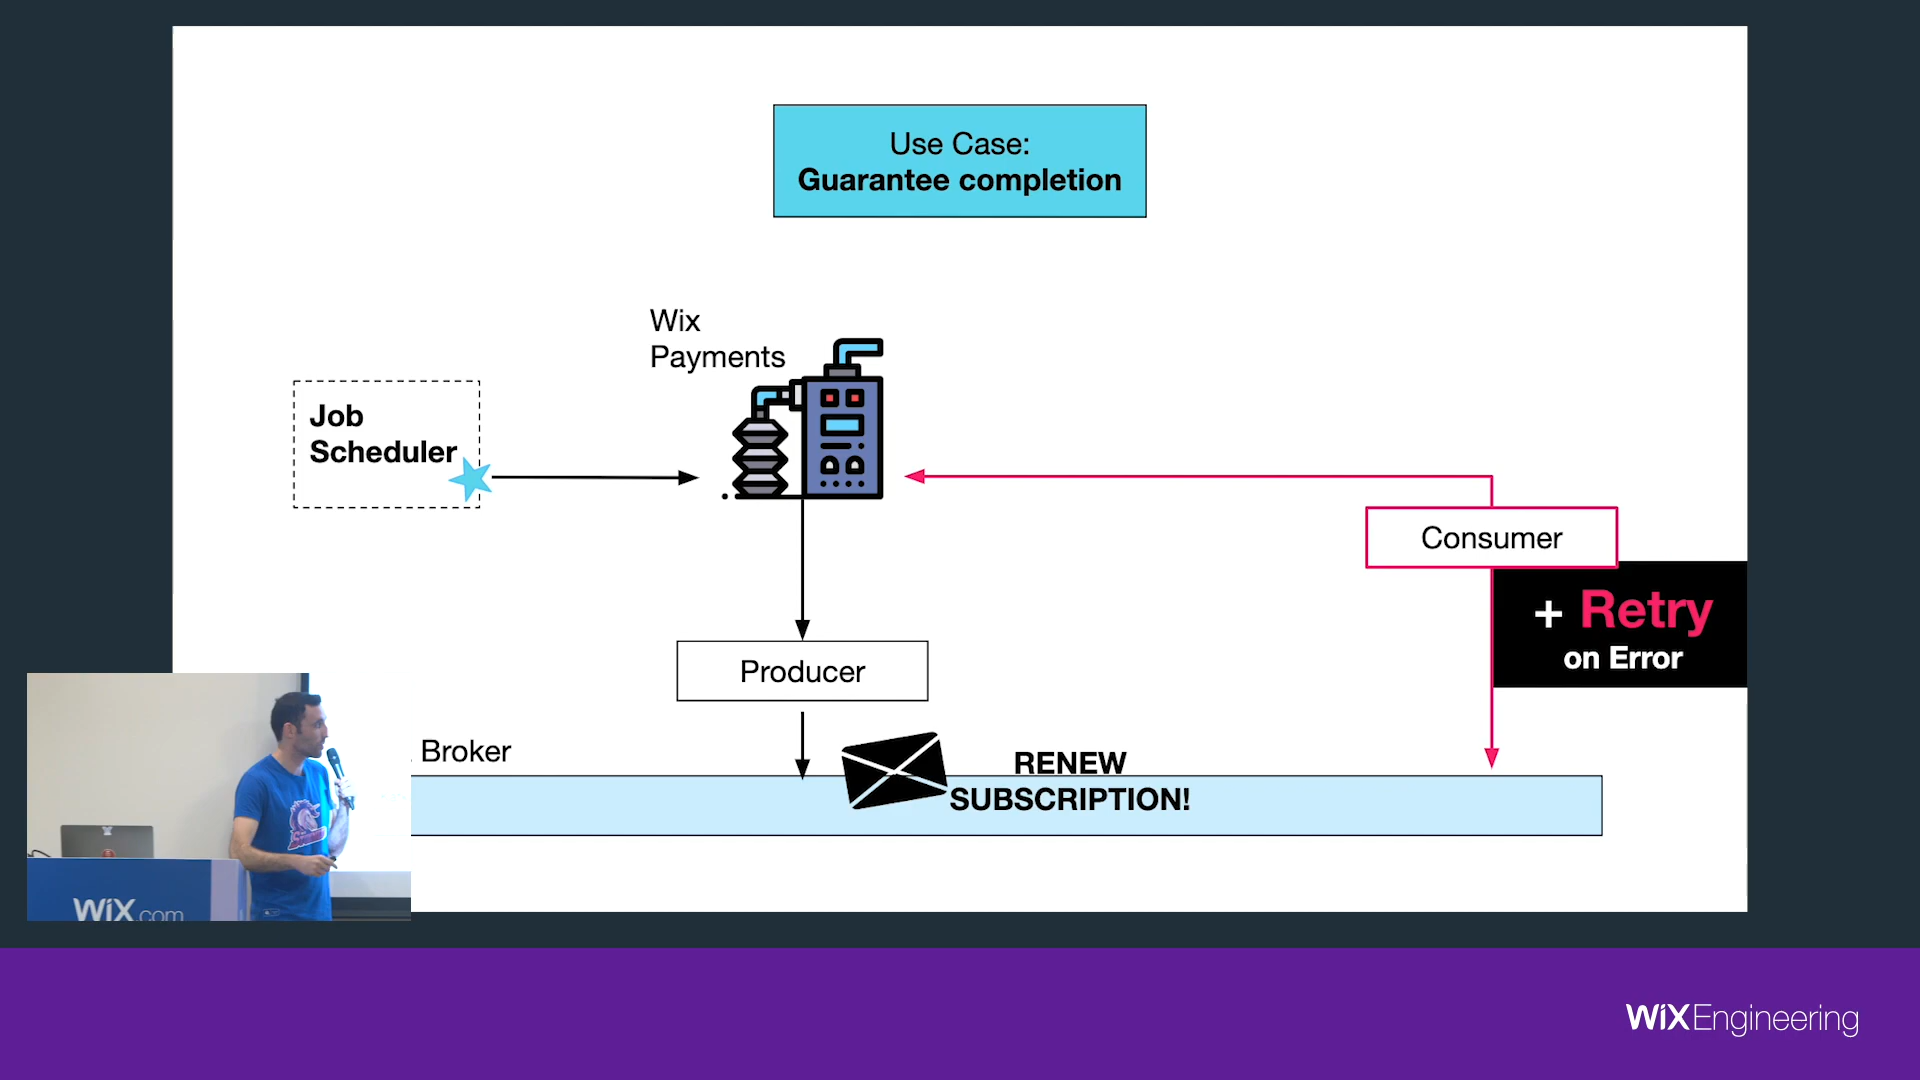 Use Case:
Guarantee completion
Wix
Payments
Job
Scheduler
Consumer
+ Retry
on Error
Producer
Broker
RENEW
SUBSCRIPTION!
WiX.com
WiXEngineering